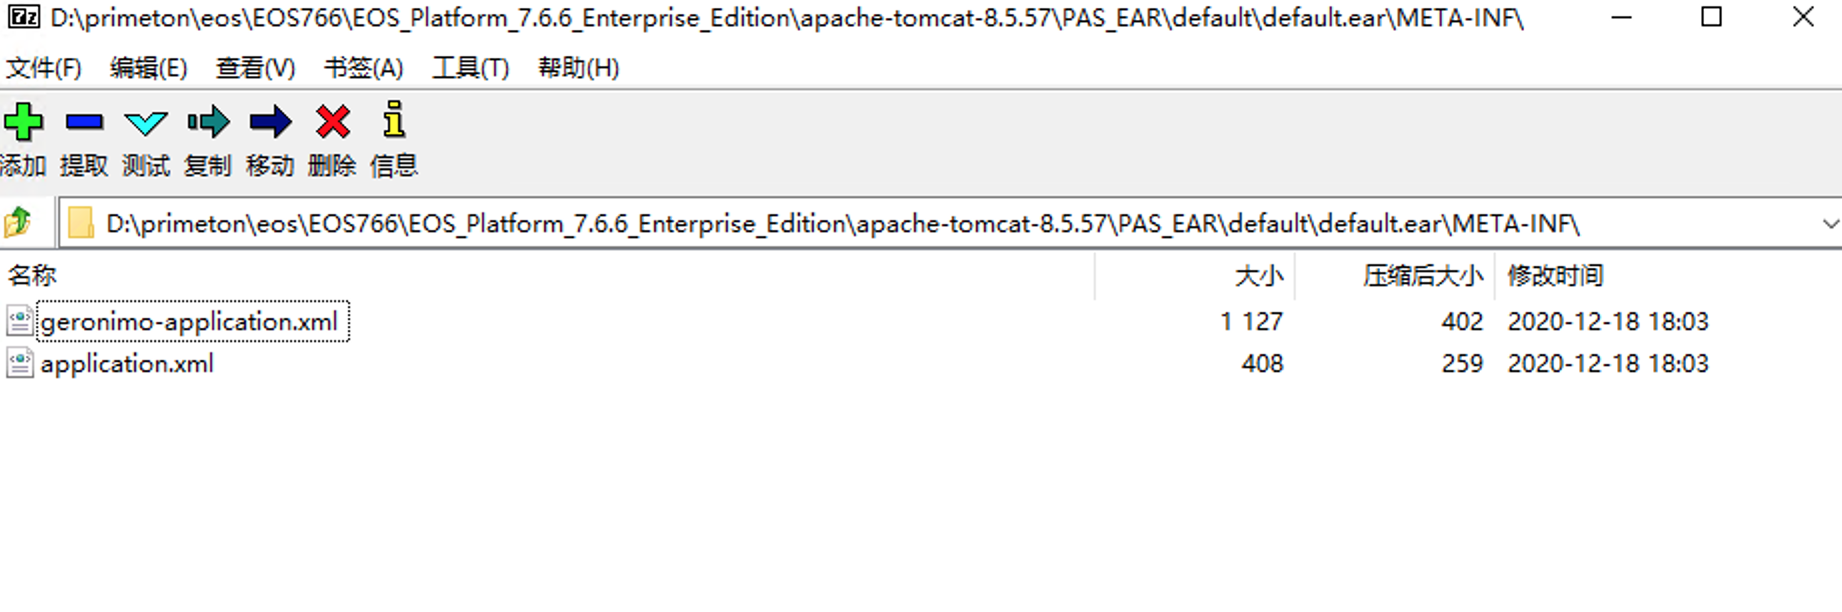 D:\primeton\eos\EOS766\EOS_Platform_7.6.6_Enterprise_Edition\apache-tomcat-8.5.57\PAS_EAR\default\default.ear\META-INF\
文件(F) 编辑(E) 查看(V) 书签(A) 工具(T) 帮助(H)
添加 提取 测试 复制 移动 删除 信息
D:\primeton\eos\EOS766\EOS_Platform_7.6.6_Enterprise_Edition\apache-tomcat-8.5.57\PAS_EAR\default\default.ear\META-INF\
名称 大小 压缩后大小 修改时间
geronimo-application.xml 1 127 402 2020-12-18 18:03
application.xml 408 259 2020-12-18 18:03